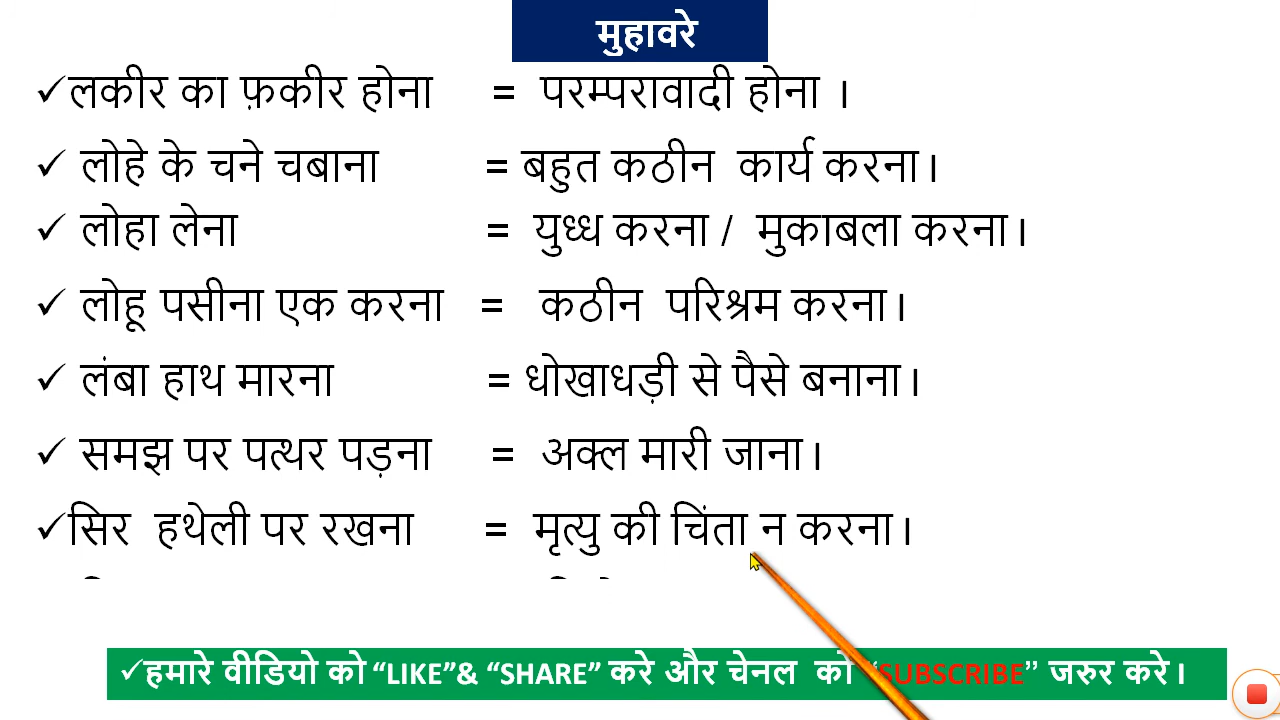 मुहावरे
✓लकीर का फ़कीर होना = परम्परावादी होना ।
✓ लोहे के चने चबाना = बहुत कठीन कार्य करना।
✓ लोहा लेना = युध्ध करना / मुकाबला करना।
✓ लोहू पसीना एक करना = कठीन परिश्रम करना।
✓ लंबा हाथ मारना = धोखाधड़ी से पैसे बनाना।
✓ समझ पर पत्थर पड़ना = अक्ल मारी जाना।
✓सिर हथेली पर रखना = मृत्यु की चिंता न करना।
✓हमारे वीडियो को “LIKE”& “SHARE” करे और चेनल को “SUBSCRIBE” जरुर करे।